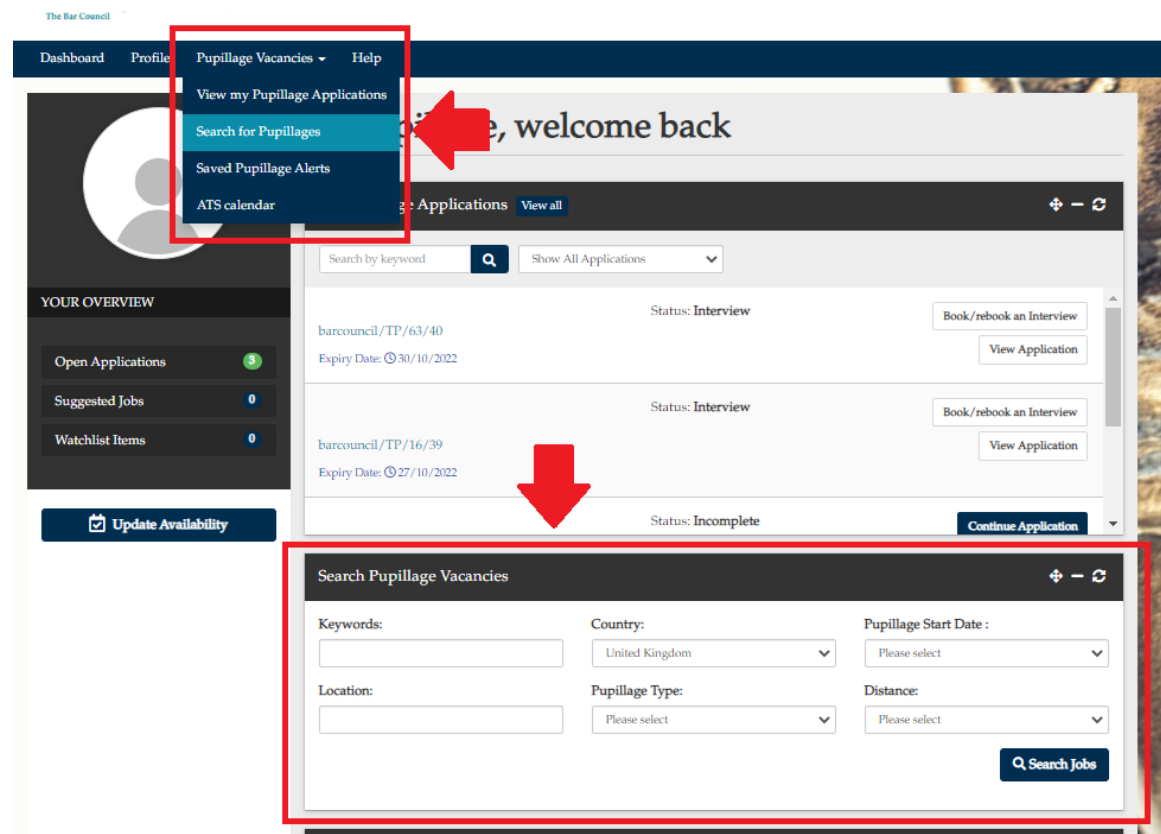 The Bar Council
Dashboard Profile Pupillage Vacancies Help
View my Pupillage Applications
Search for Pupillages
Saved Pupillage Alerts
ATS calendar
welcome back
Applications View all
Search by keyword Show All Applications
YOUR OVERVIEW
Open Applications 3
Suggested Jobs 0
Watchlist Items 0
Update Availability
Status: Interview
barcouncil/TP/63/40
Expiry Date: 30/10/2022
Book/rebook an Interview
View Application
Status: Interview
barcouncil/TP/16/39
Expiry Date: 27/10/2022
Book/rebook an Interview
View Application
Status: Incomplete
Continue Application
Search Pupillage Vacancies
Keywords: Country: Pupillage Start Date :
United Kingdom Please select
Location: Pupillage Type: Distance:
Please select Please select
Search Jobs